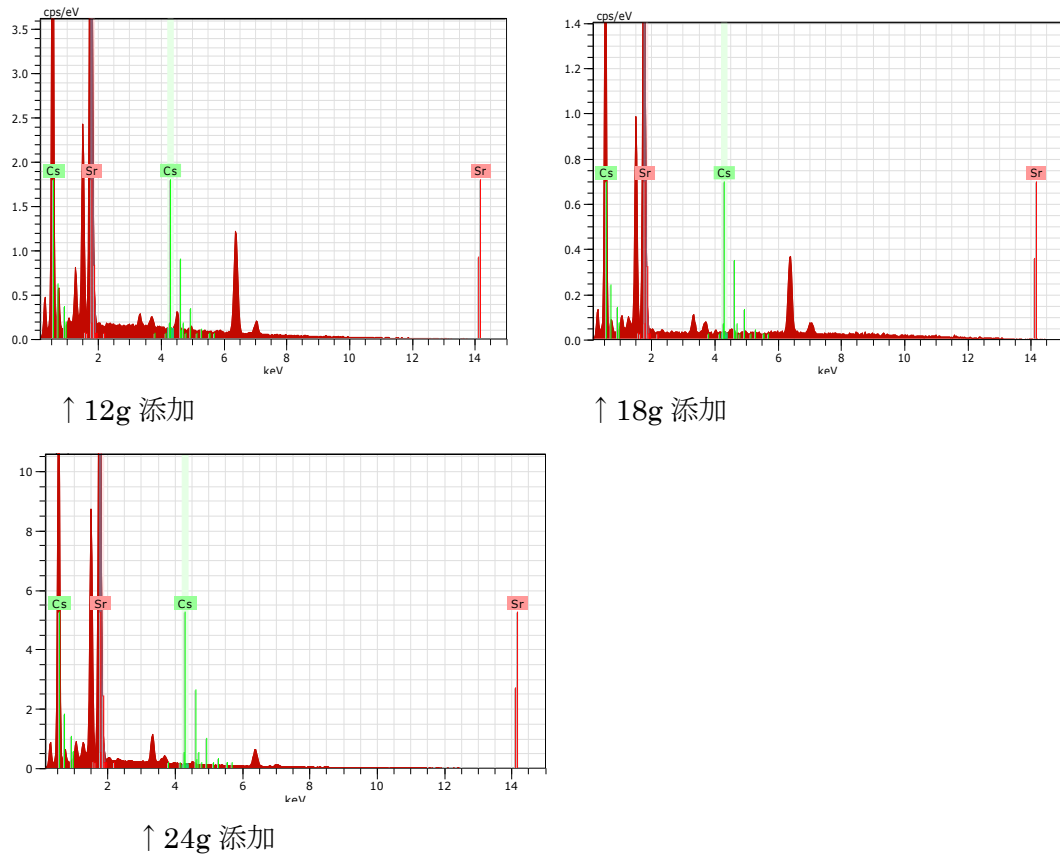 cps/eV
3.5
3.0
2.5
2.0
1.5
1.0
0.5
0.0
Cs Sr Cs Sr
2 4 6 8 10 12 14
keV
↑ 12g 添加
cps/eV
1.4
1.2
1.0
0.8
0.6
0.4
0.2
0.0
Cs Sr Cs Sr
2 4 6 8 10 12 14
keV
↑ 18g 添加
10
8
6
4
2
0
Cs Sr Cs Sr
2 4 6 8 10 12 14
keV
↑ 24g 添加